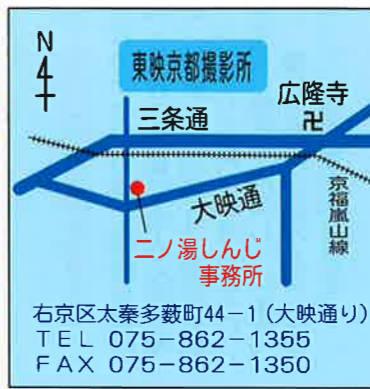 N
東映京都撮影所
広隆寺
卍
三条通
京福嵐山線
大映通
二ノ湯しんじ
事務所
右京区太秦多藪町44-1(大映通り)
TEL 075-862-1355
FAX 075-862-1350